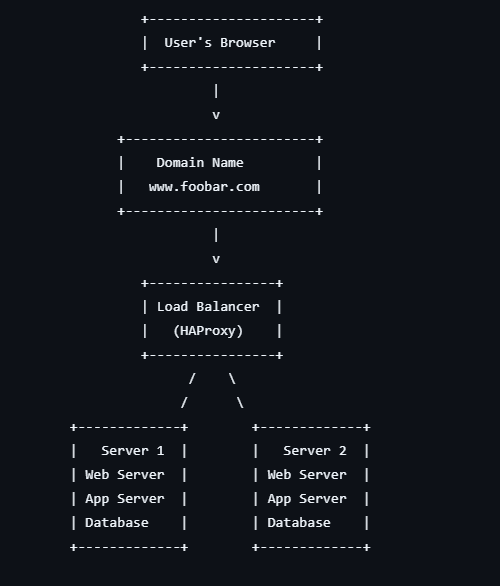 User's Browser
v
Domain Name
www.foobar.com
v
Load Balancer
(HAProxy)
Server 1 Server 2
Web Server Web Server
App Server App Server
Database Database